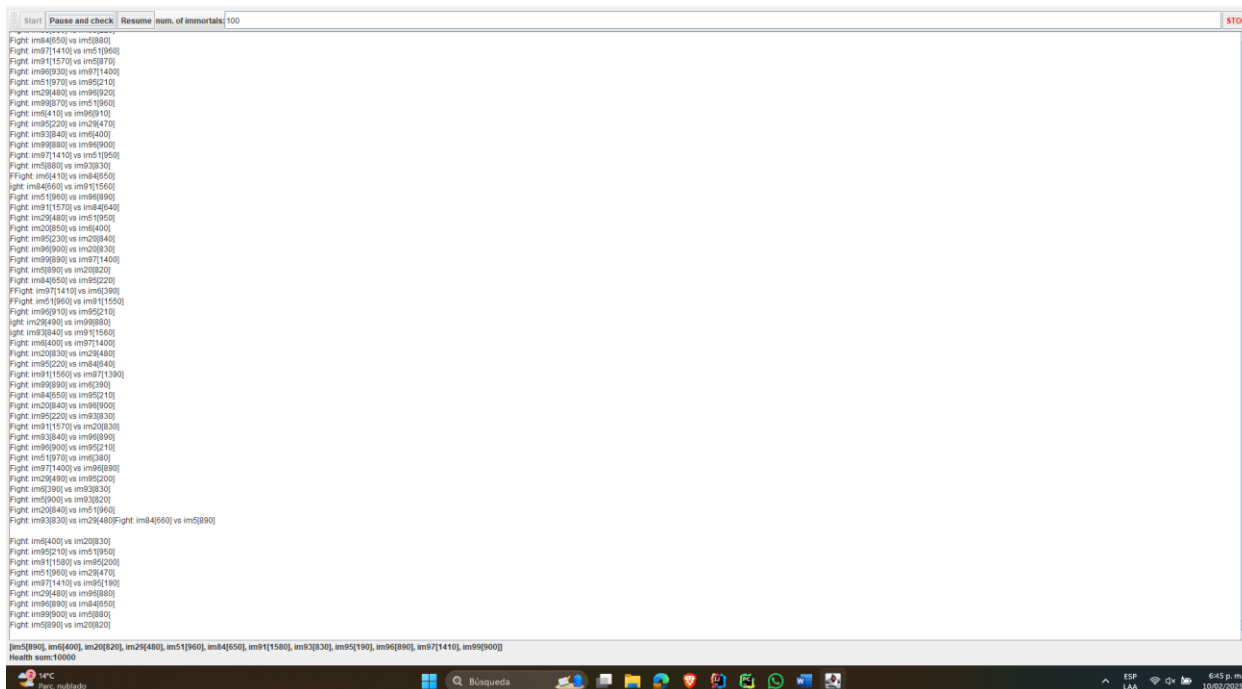 Start Pause and check Resume num. of immortals: 100 STO
Fight: im84[650] vs im5[880]
Fight: im97[1410] vs im51[960]
Fight: im91[1570] vs im5[870]
Fight: im96[930] vs im97[1400]
Fight: im51[970] vs im95[210]
Fight: im29[480] vs im96[920]
Fight: im99[870] vs im51[960]
Fight: im6[410] vs im96[910]
Fight: im95[220] vs im29[470]
Fight: im93[840] vs im6[400]
Fight: im99[880] vs im96[900]
Fight: im97[1410] vs im51[950]
Fight: im5[880] vs im93[830]
FFight: im6[410] vs im84[650]
ight: im84[660] vs im91[1560]
Fight: im51[960] vs im96[890]
Fight: im91[1570] vs im84[640]
Fight: im29[480] vs im51[950]
Fight: im20[850] vs im6[400]
Fight: im95[230] vs im20[840]
Fight: im96[900] vs im20[830]
Fight: im99[890] vs im97[1400]
Fight: im5[890] vs im20[820]
Fight: im84[650] vs im95[220]
FFight: im97[1410] vs im6[390]
FFight: im51[960] vs im91[1550]
Fight: im96[910] vs im95[210]
ight: im29[490] vs im99[880]
ight: im93[840] vs im91[1560]
Fight: im6[400] vs im97[1400]
Fight: im20[830] vs im29[480]
Fight: im95[220] vs im84[640]
Fight: im91[1560] vs im97[1390]
Fight: im99[890] vs im6[390]
Fight: im84[650] vs im95[210]
Fight: im20[840] vs im96[900]
Fight: im95[220] vs im93[830]
Fight: im91[1570] vs im20[830]
Fight: im93[840] vs im96[890]
Fight: im96[900] vs im95[210]
Fight: im51[970] vs im6[380]
Fight: im97[1400] vs im96[890]
Fight: im29[490] vs im95[200]
Fight: im6[390] vs im93[830]
Fight: im5[900] vs im93[820]
Fight: im20[840] vs im51[960]
Fight: im93[830] vs im29[480]Fight: im84[660] vs im5[890]
Fight: im6[400] vs im20[830]
Fight: im95[210] vs im51[950]
Fight: im91[1580] vs im95[200]
Fight: im51[960] vs im29[470]
Fight: im97[1410] vs im95[190]
Fight: im29[480] vs im96[880]
Fight: im96[890] vs im84[650]
Fight: im99[900] vs im5[880]
Fight: im5[890] vs im20[820]
[im5[890], im6[400], im20[820], im29[480], im51[960], im84[650], im91[1580], im93[830], im95[190], im96[890], im97[1410], im99[900]]
Health sum:10000
2 14°C
Parc. nublado
Búsqueda
ESP
LAA
6:45 p. m.
10/02/2025